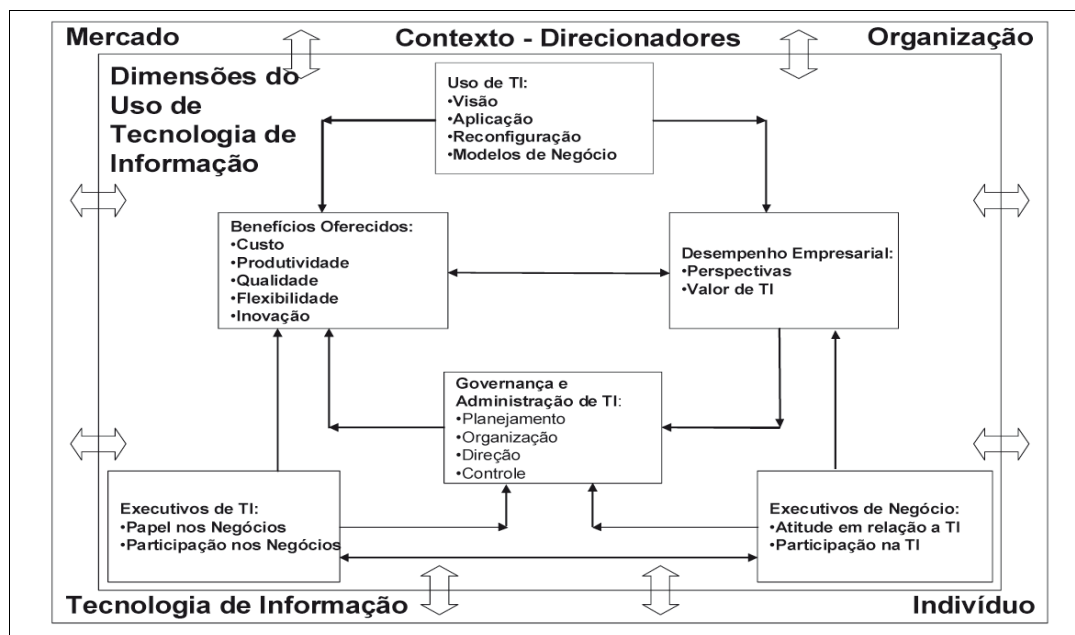 Mercado
Contexto - Direcionadores
Organização
Dimensões do
Uso de
Tecnologia de
Informação
Uso de TI:
•Visão
•Aplicação
•Reconfiguração
•Modelos de Negócio
Benefícios Oferecidos:
•Custo
•Produtividade
•Qualidade
•Flexibilidade
•Inovação
Desempenho Empresarial:
•Perspectivas
•Valor de TI
Governança e
Administração de TI:
•Planejamento
•Organização
•Direção
•Controle
Executivos de TI:
•Papel nos Negócios
•Participação nos Negócios
Executivos de Negócio:
•Atitude em relação a TI
•Participação na TI
Tecnologia de Informação
Indivíduo